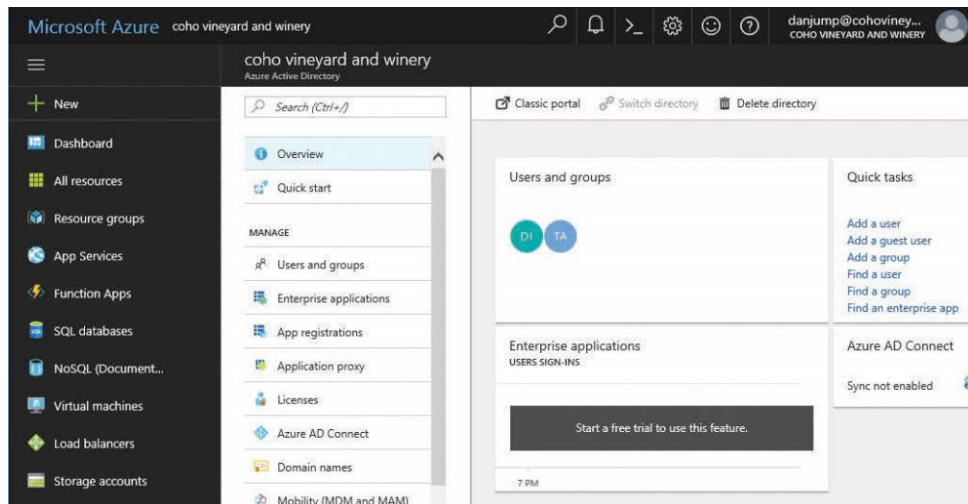 Microsoft Azure coho vineyard and winery
danjump@cohoviney...
COHO VINEYARD AND WINERY
coho vineyard and winery
Azure Active Directory
New
Dashboard
All resources
Resource groups
App Services
Function Apps
SQL databases
NoSQL (Document...
Virtual machines
Load balancers
Storage accounts
Search (Ctrl+/)
Overview
Quick start
MANAGE
Users and groups
Enterprise applications
App registrations
Application proxy
Licenses
Azure AD Connect
Domain names
Mobility (MDM and MAM)
Classic portal Switch directory Delete directory
Users and groups
DI TA
Enterprise applications
USERS SIGN-INS
Start a free trial to use this feature.
7 PM
Quick tasks
Add a user
Add a guest user
Add a group
Find a user
Find a group
Find an enterprise app
Azure AD Connect
Sync not enabled